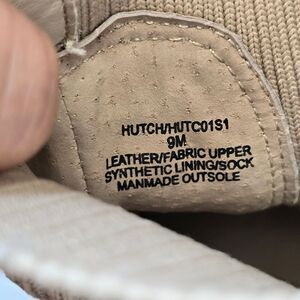 HUTCH/HUTC01S1
9M
LEATHER/FABRIC UPPER
SYNTHETIC LINING/SOCK
MANMADE OUTSOLE